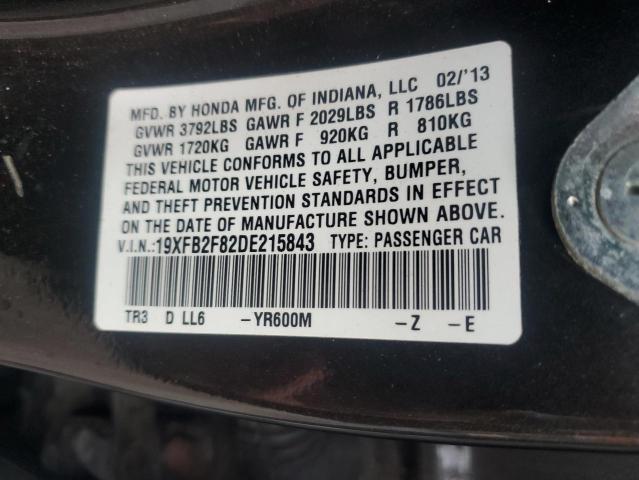 MFD. BY HONDA MFG. OF INDIANA, LLC 02/'13
GVWR 3792LBS GAWR F 2029LBS R 1786LBS
GVWR 1720KG GAWR F 920KG R 810KG
THIS VEHICLE CONFORMS TO ALL APPLICABLE
FEDERAL MOTOR VEHICLE SAFETY, BUMPER,
AND THEFT PREVENTION STANDARDS IN EFFECT
ON THE DATE OF MANUFACTURE SHOWN ABOVE.
V.I.N.:19XFB2F82DE215843 TYPE: PASSENGER CAR
TR3 D LL6 -YR600M -Z -E